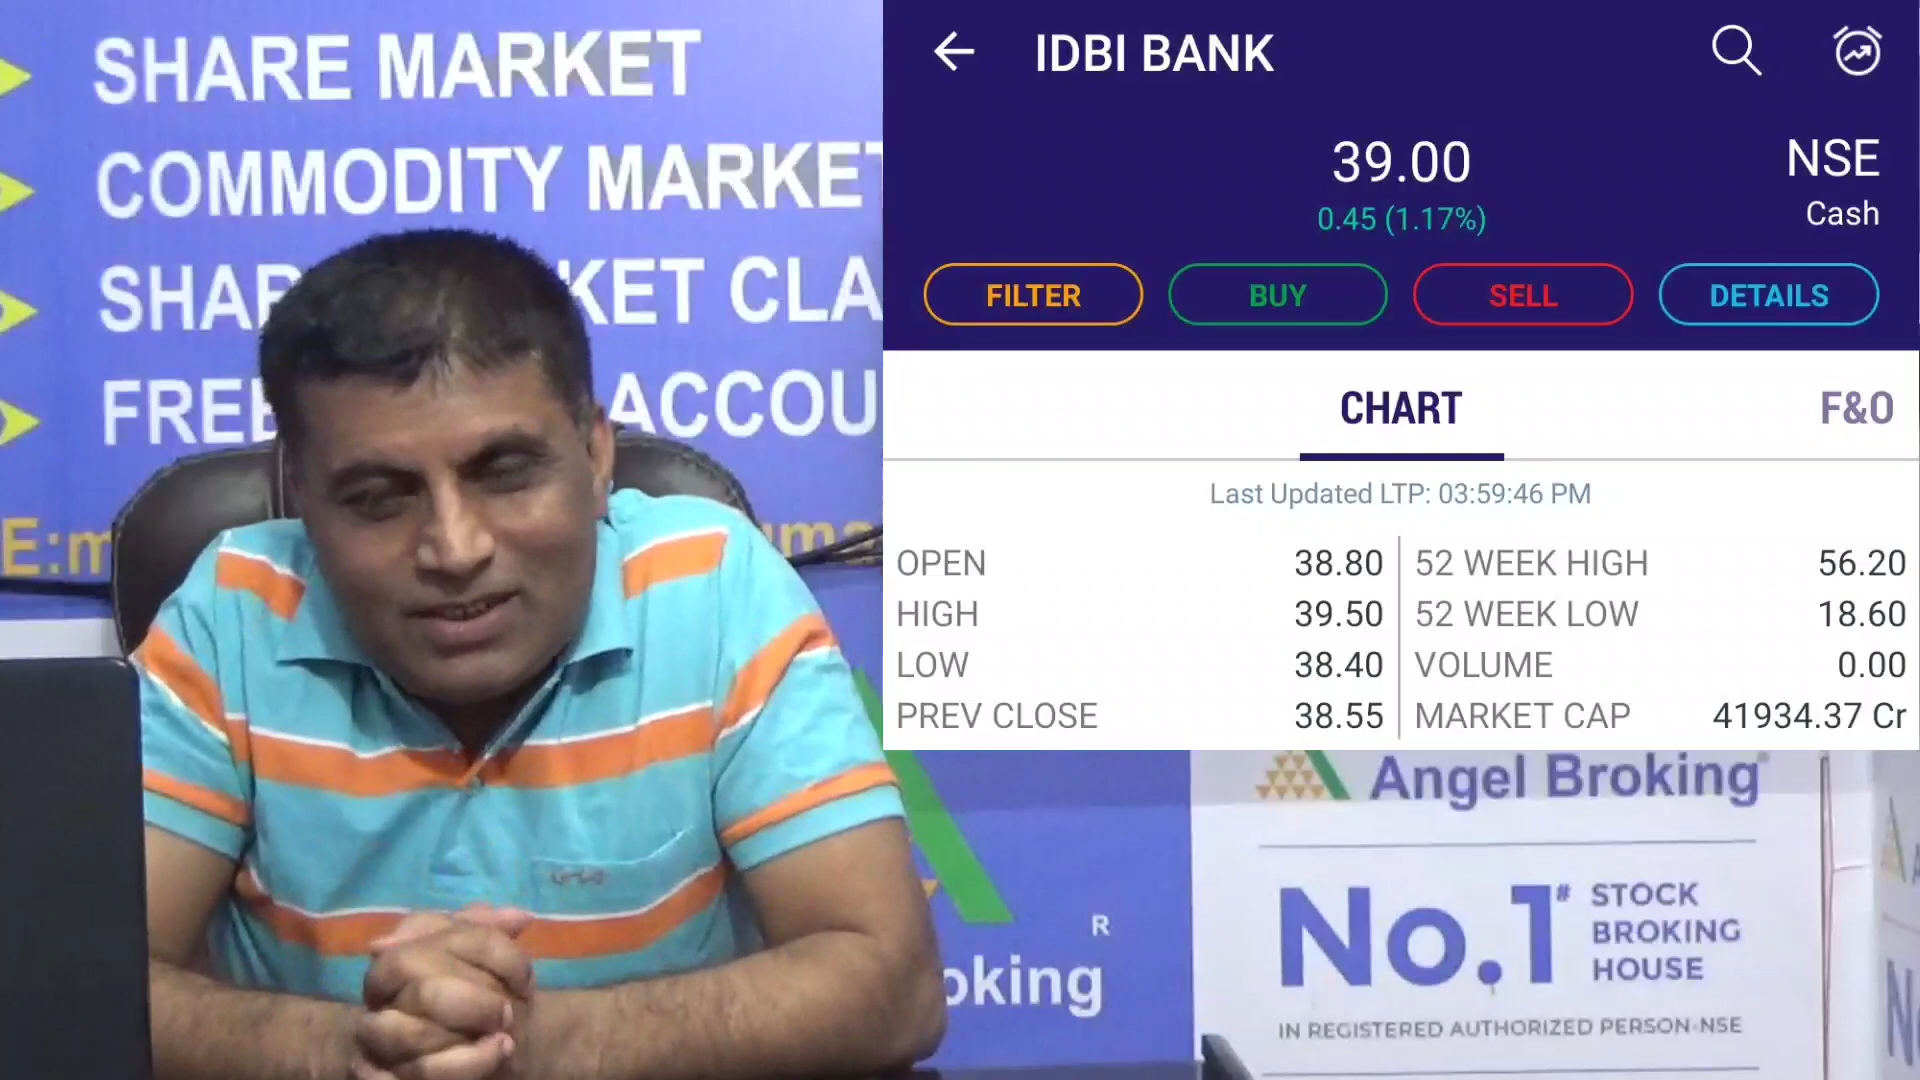 SHARE MARKET
COMMODITY MARKET
SHAR KET CLA
FREE ACCOU
E:m uma
R
oking
IDBI BANK
39.00
0.45 (1.17%)
NSE
Cash
FILTER
BUY
SELL
DETAILS
CHART
F&O
Last Updated LTP: 03:59:46 PM
OPEN 38.80
HIGH 39.50
LOW 38.40
PREV CLOSE 38.55
52 WEEK HIGH 56.20
52 WEEK LOW 18.60
VOLUME 0.00
MARKET CAP 41934.37 Cr
Angel Broking
No.1# STOCK
BROKING
HOUSE
IN REGISTERED AUTHORIZED PERSON-NSE